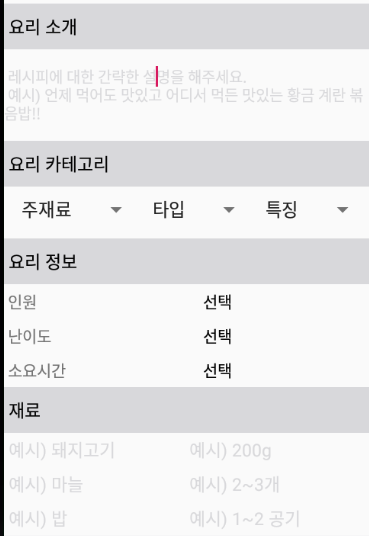 요리 소개
레시피에 대한 간략한 설명을 해주세요.
예시) 언제 먹어도 맛있고 어디서 먹든 맛있는 황금 계란 볶
음밥!!
요리 카테고리
주재료 타입 특징
요리 정보
인원 선택
난이도 선택
소요시간 선택
재료
예시) 돼지고기 예시) 200g
예시) 마늘 예시) 2~3개
예시) 밥 예시) 1~2 공기